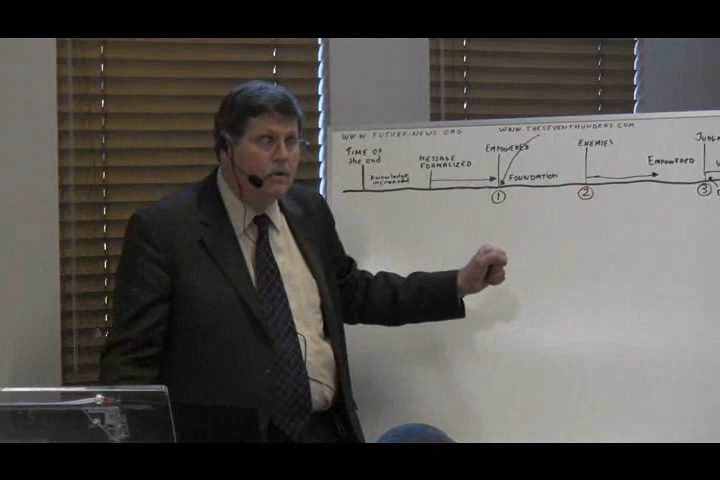 WWW.FUTURE-NEWS.ORG
WWW.THESEVENTHUNDERS.COM
TIME OF
the end
Knowledge
increased
MESSAGE
FORMALIZED
EMPOWERED
FOUNDATION
ENEMIES
EMPOWERED
JUDGM
1
2
3